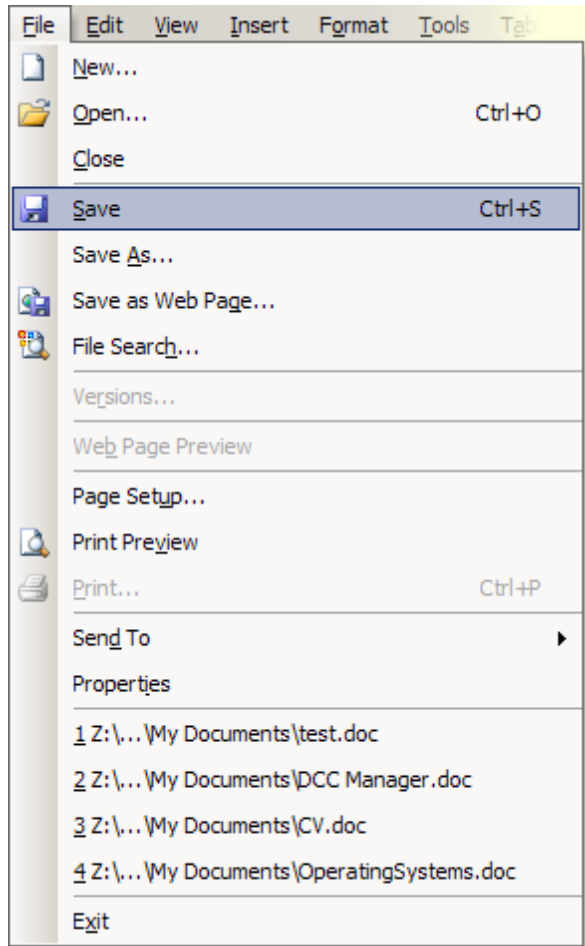 File Edit View Insert Format Tools Tab
New...
Open... Ctrl+O
Close
Save Ctrl+S
Save As...
Save as Web Page...
File Search...
Versions...
Web Page Preview
Page Setup...
Print Preview
Print... Ctrl+P
Send To
Properties
1 Z:\...\My Documents\test.doc
2 Z:\...\My Documents\DCC Manager.doc
3 Z:\...\My Documents\CV.doc
4 Z:\...\My Documents\OperatingSystems.doc
Exit